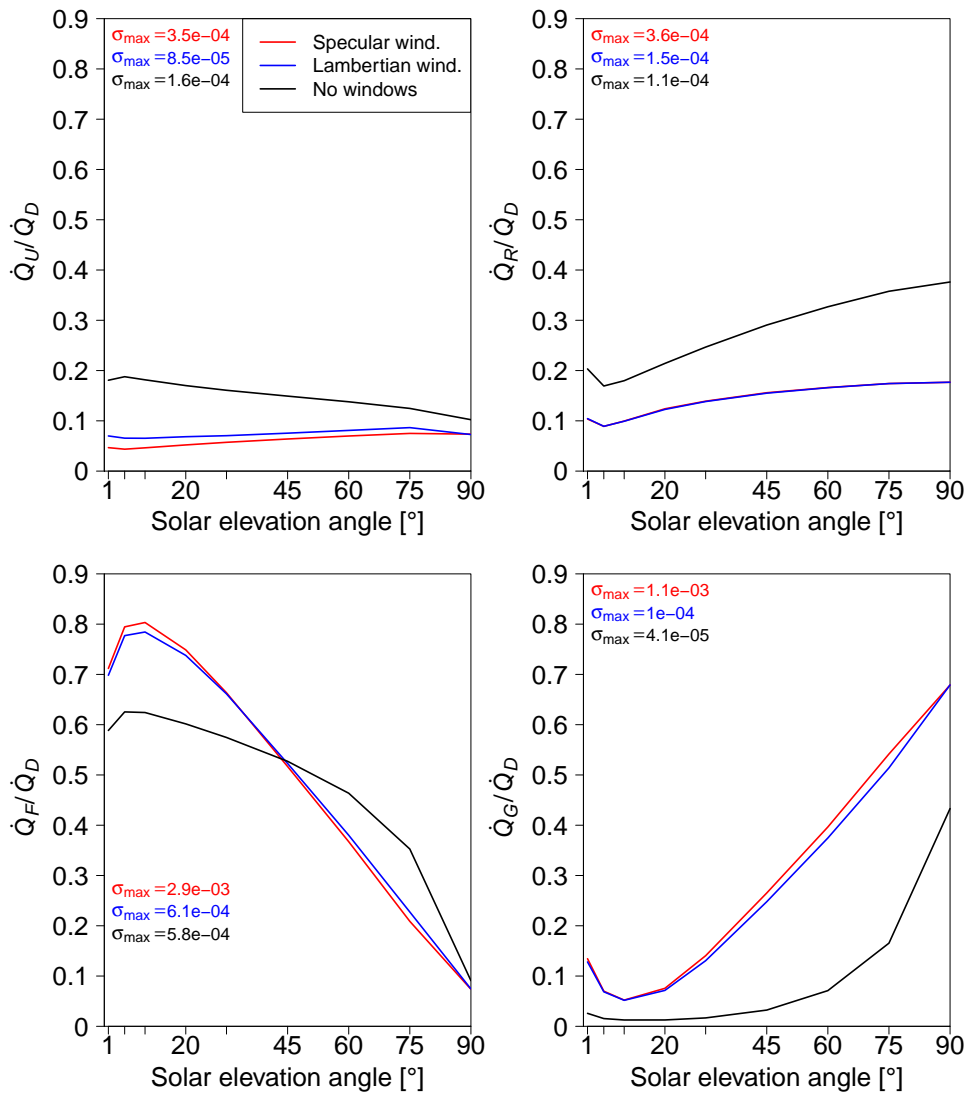 0.9
0.8
0.7
0.6
0.5
0.4
0.3
0.2
0.1
0
Q̇U/Q̇D
σmax=3.5e−04
σmax=8.5e−05
σmax=1.6e−04
Specular wind.
Lambertian wind.
No windows
1 20 45 60 75 90
Solar elevation angle [°]
0.9
0.8
0.7
0.6
0.5
0.4
0.3
0.2
0.1
0
Q̇R/Q̇D
σmax=3.6e−04
σmax=1.5e−04
σmax=1.1e−04
1 20 45 60 75 90
Solar elevation angle [°]
0.9
0.8
0.7
0.6
0.5
0.4
0.3
0.2
0.1
0
Q̇F/Q̇D
σmax=2.9e−03
σmax=6.1e−04
σmax=5.8e−04
1 20 45 60 75 90
Solar elevation angle [°]
0.9
0.8
0.7
0.6
0.5
0.4
0.3
0.2
0.1
0
Q̇G/Q̇D
σmax=1.1e−03
σmax=1e−04
σmax=4.1e−05
1 20 45 60 75 90
Solar elevation angle [°]